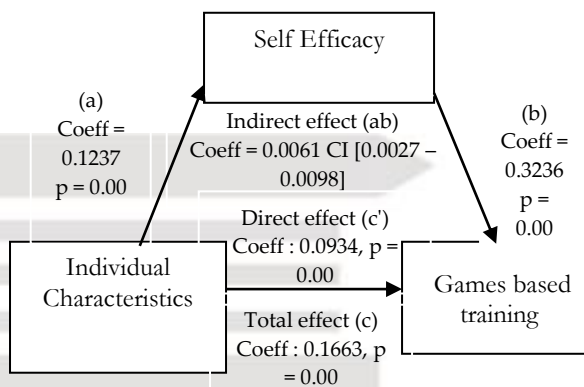 Self Efficacy
(a)
Coeff =
0.1237
p = 0.00
Indirect effect (ab)
Coeff = 0.0061 CI [0.0027 –
0.0098]
(b)
Coeff =
0.3236
p =
0.00
Direct effect (c')
Coeff : 0.0934, p =
0.00
Individual
Characteristics
Games based
training
Total effect (c)
Coeff : 0.1663, p
= 0.00